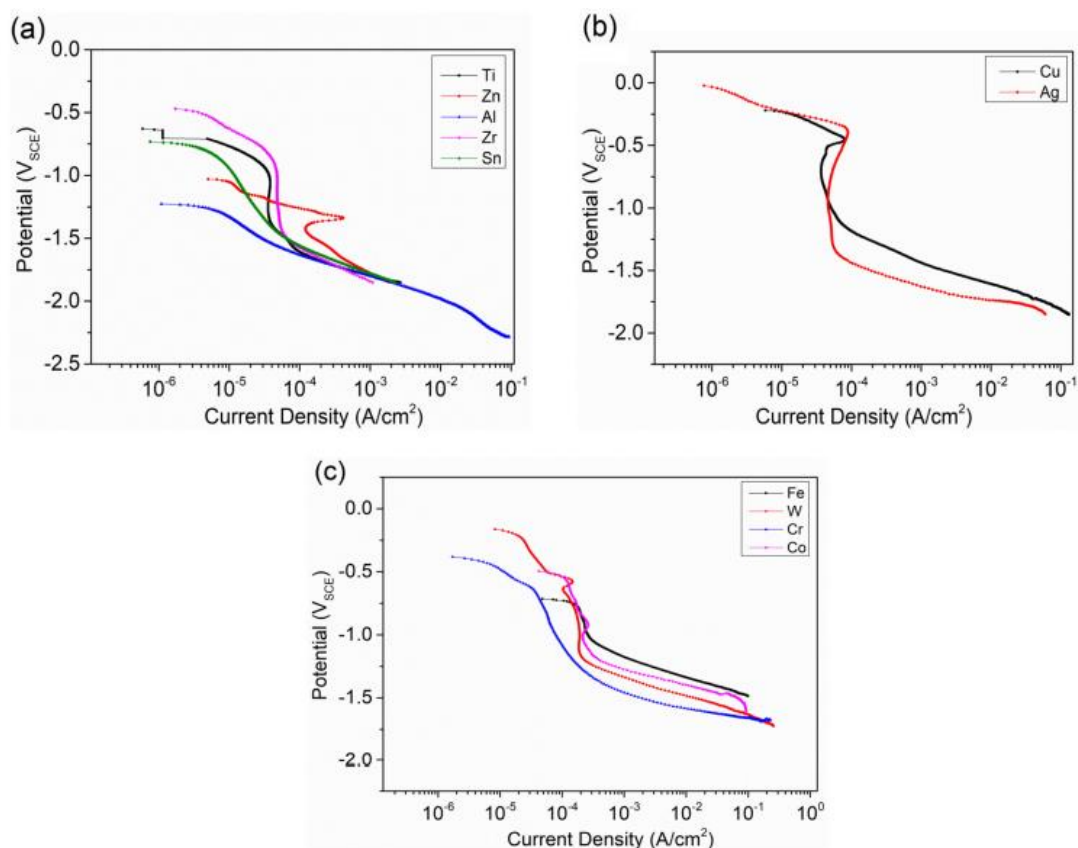 (a)
0.0
-0.5
-1.0
-1.5
-2.0
-2.5
Potential (V_SCE)
Ti
Zn
Al
Zr
Sn
10⁻⁶ 10⁻⁵ 10⁻⁴ 10⁻³ 10⁻² 10⁻¹
Current Density (A/cm²)
(b)
0.0
-0.5
-1.0
-1.5
-2.0
Potential (V_SCE)
Cu
Ag
10⁻⁶ 10⁻⁵ 10⁻⁴ 10⁻³ 10⁻² 10⁻¹
Current Density (A/cm²)
(c)
0.0
-0.5
-1.0
-1.5
-2.0
Potential (V_SCE)
Fe
W
Cr
Co
10⁻⁶ 10⁻⁵ 10⁻⁴ 10⁻³ 10⁻² 10⁻¹ 10⁰
Current Density (A/cm²)